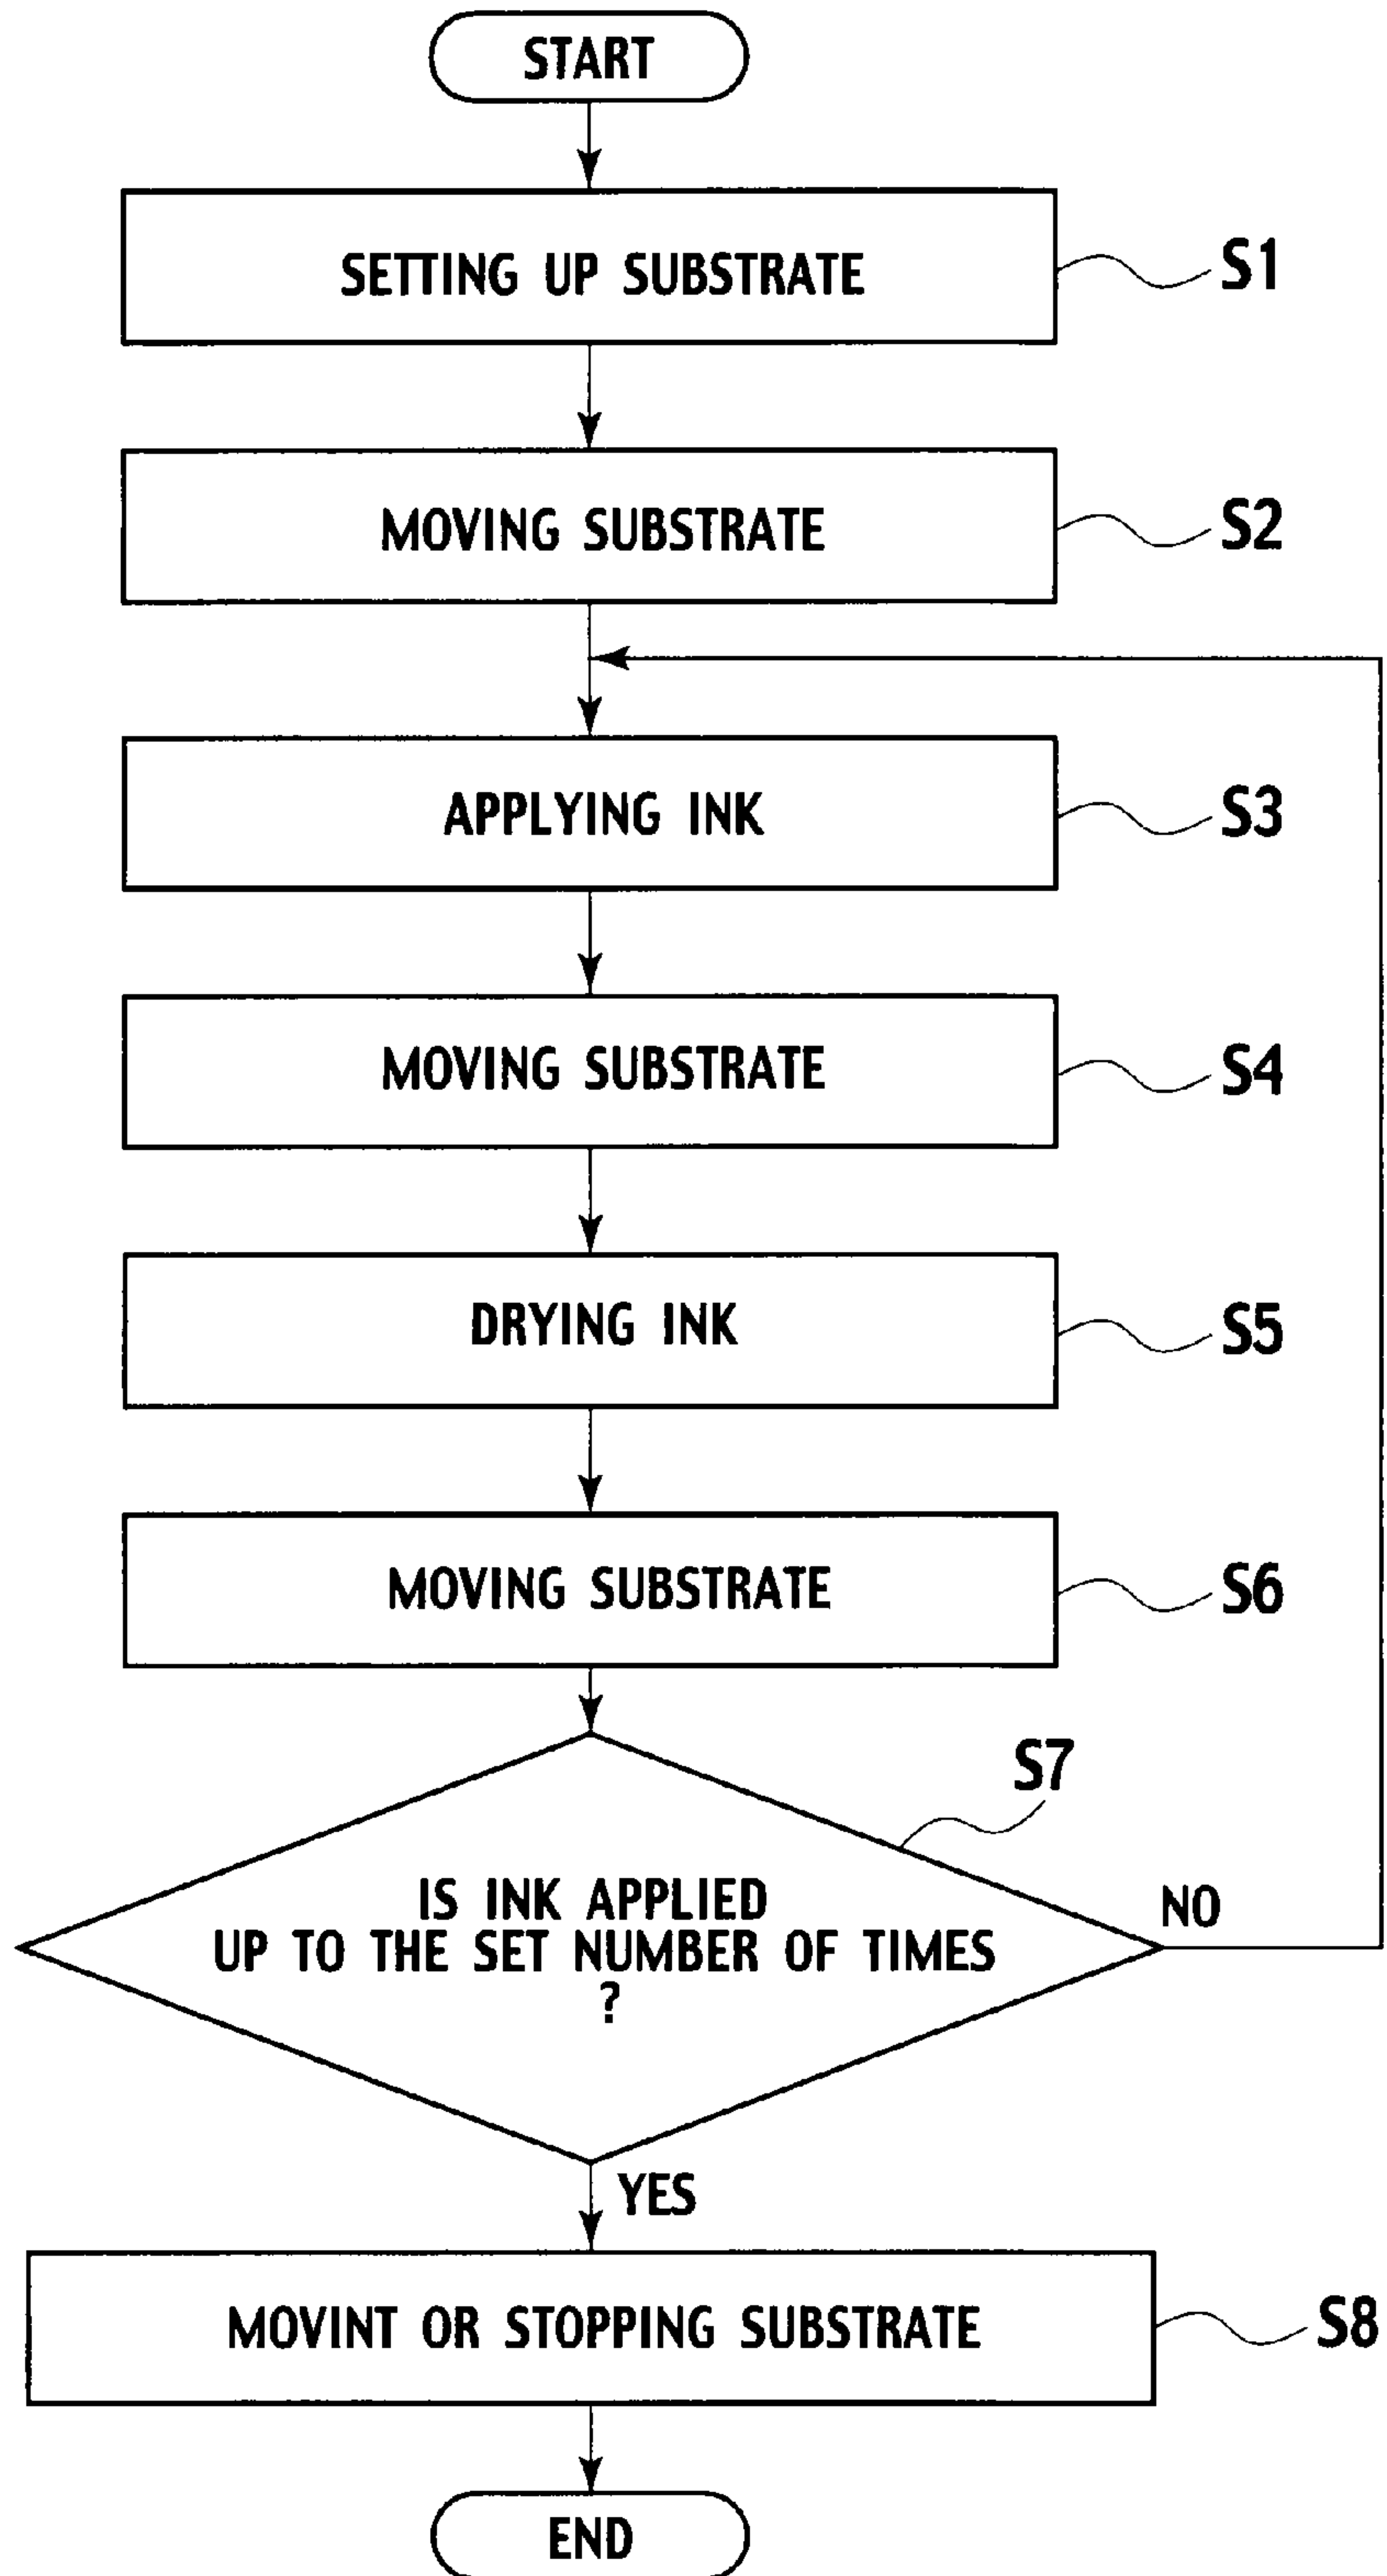 START
SETTING UP SUBSTRATE
S1
MOVING SUBSTRATE
S2
APPLYING INK
S3
MOVING SUBSTRATE
S4
DRYING INK
S5
MOVING SUBSTRATE
S6
S7
IS INK APPLIED
UP TO THE SET NUMBER OF TIMES
?
NO
YES
MOVINT OR STOPPING SUBSTRATE
S8
END